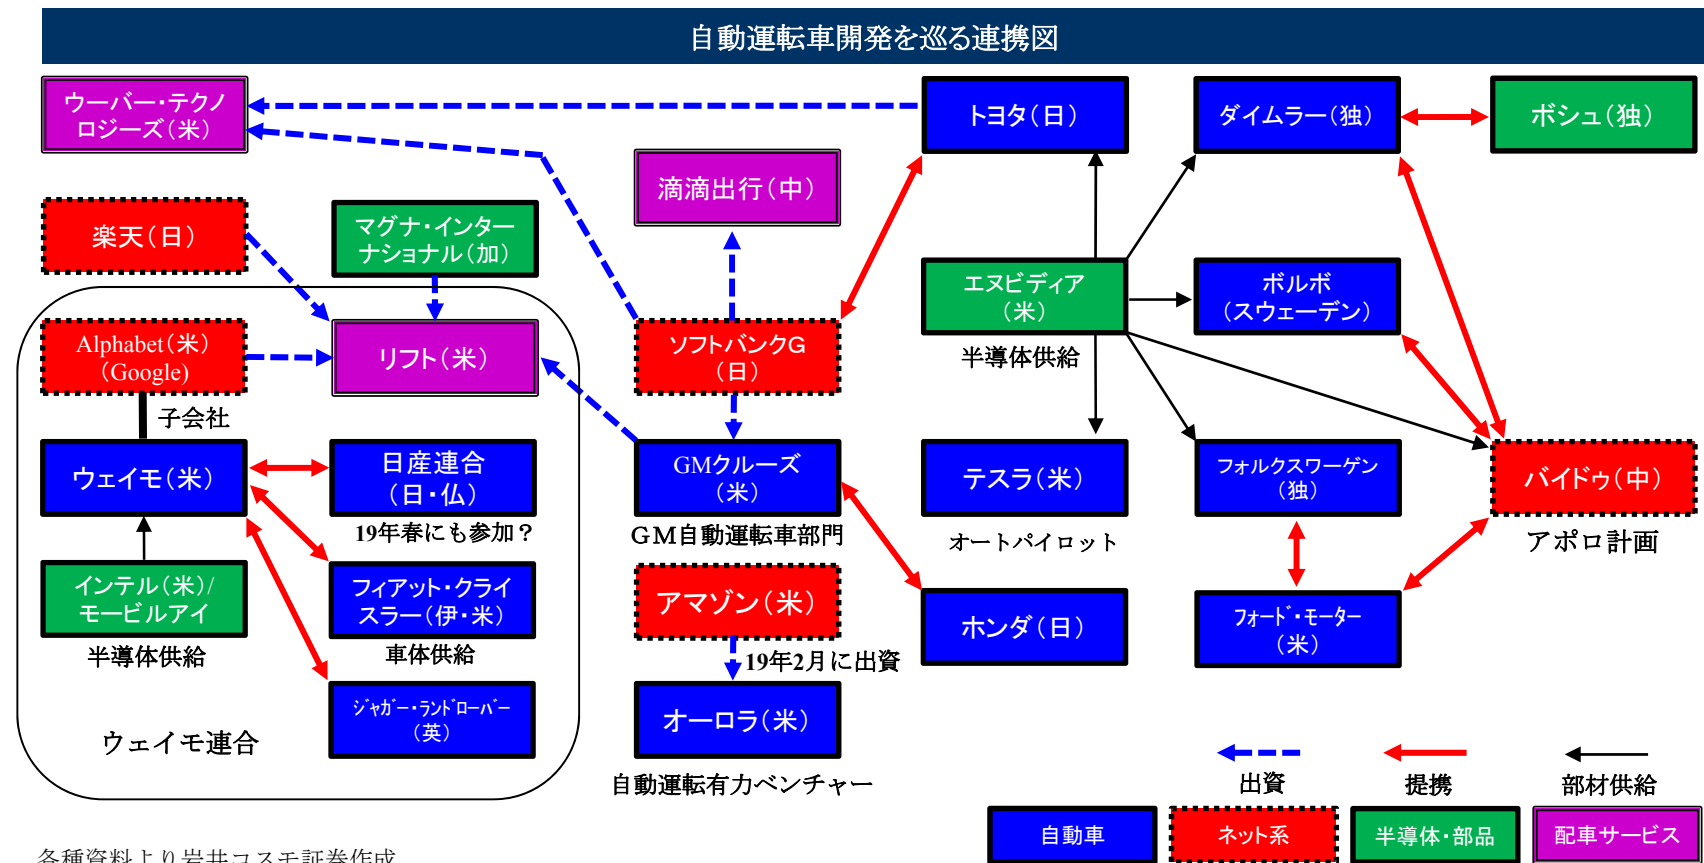 自動運転車開発を巡る連携図
ウーバー・テクノ
ロジーズ(米)
トヨタ(日)
ダイムラー(独)
ボシュ(独)
滴滴出行(中)
楽天(日)
マグナ・インター
ナショナル(加)
エヌビディア
(米)
半導体供給
ボルボ
(スウェーデン)
Alphabet(米)
(Google)
リフト(米)
ソフトバンクG
(日)
子会社
ウェイモ(米)
日産連合
(日・仏)
19年春にも参加？
GMクルーズ
(米)
ＧＭ自動運転車部門
テスラ(米)
オートパイロット
フォルクスワーゲン
(独)
バイドゥ(中)
アポロ計画
インテル(米)/
モービルアイ
半導体供給
フィアット・クライ
スラー(伊・米)
車体供給
アマゾン(米)
19年2月に出資
ホンダ(日)
フォード・モーター
(米)
ジャガー・ランドローバー
(英)
オーロラ(米)
自動運転有力ベンチャー
ウェイモ連合
出資
提携
部材供給
自動車
ネット系
半導体・部品
配車サービス
各種資料より岩井コスモ証券作成